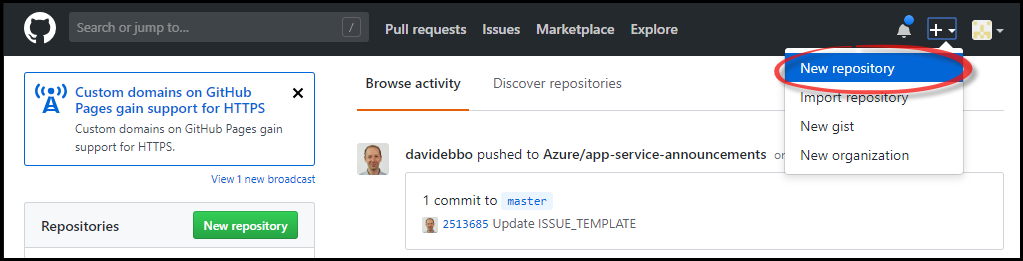 Search or jump to...
/
Pull requests
Issues
Marketplace
Explore
New repository
Import repository
New gist
New organization
Custom domains on GitHub
Pages gain support for HTTPS
Custom domains on GitHub Pages gain
support for HTTPS.
View 1 new broadcast
Repositories
New repository
Browse activity
Discover repositories
davidebbo pushed to Azure/app-service-announcements
1 commit to master
2513685 Update ISSUE_TEMPLATE